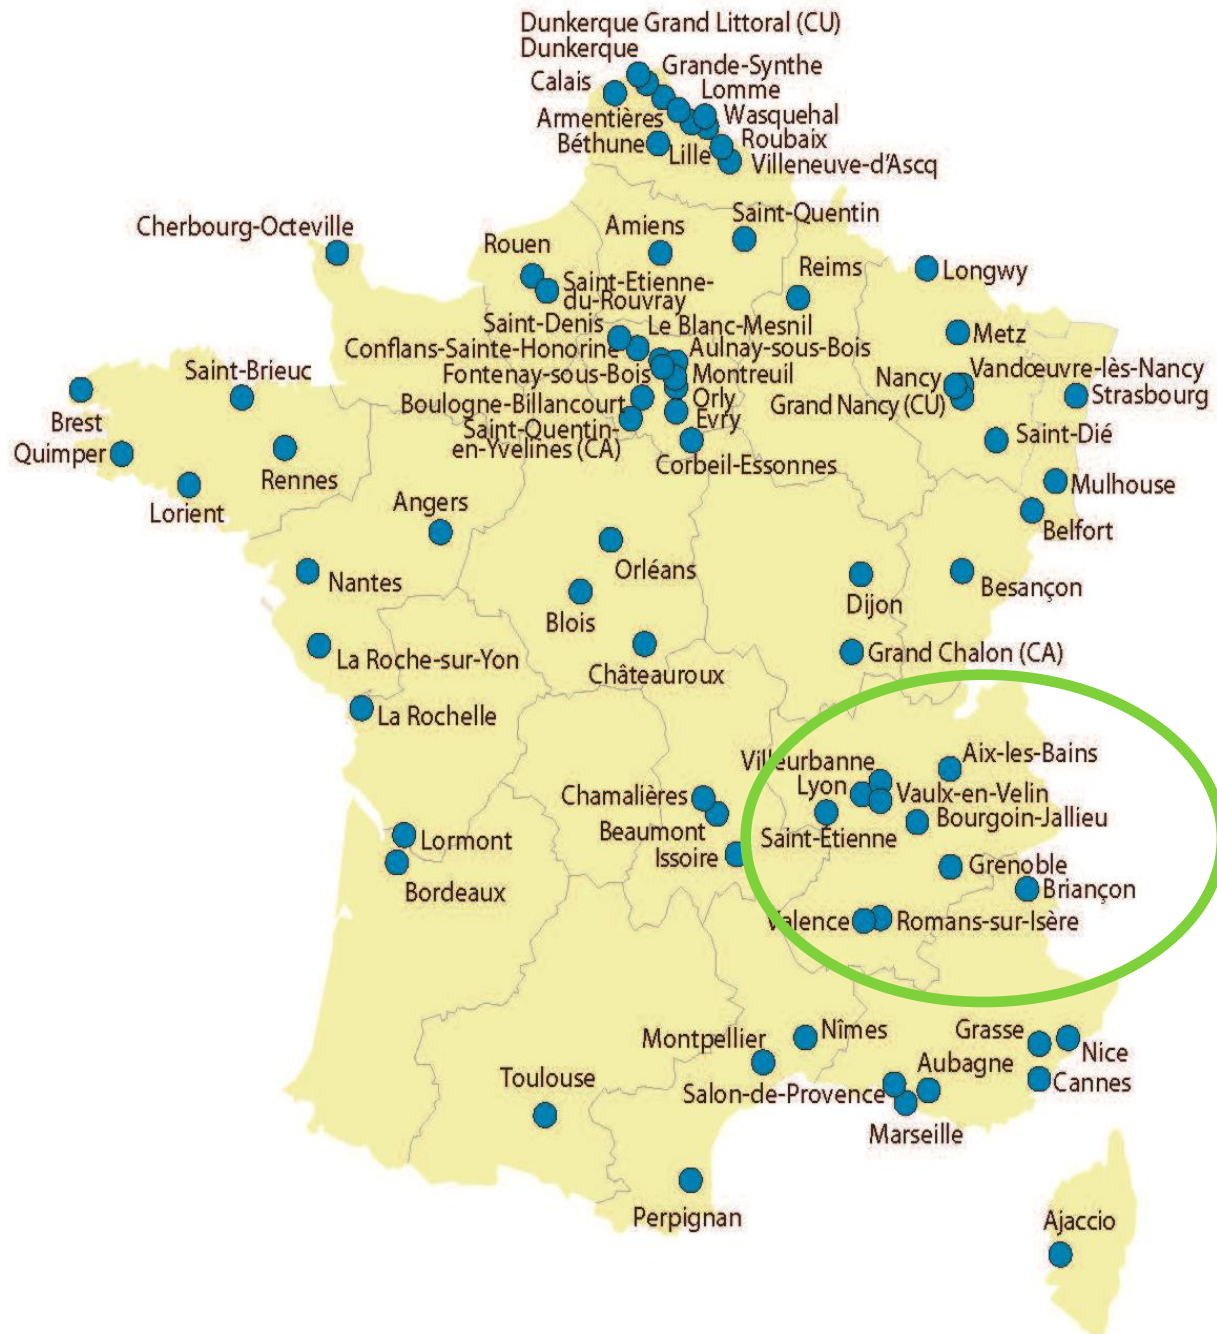 Dunkerque Grand Littoral (CU)
Dunkerque
Grande-Synthe
Calais
Lomme
Armentières
Wasquehal
Béthune
Lille
Roubaix
Villeneuve-d'Ascq
Cherbourg-Octeville
Rouen
Amiens
Saint-Quentin
Saint-Etienne-
du-Rouvray
Reims
Longwy
Saint-Denis
Le Blanc-Mesnil
Metz
Conflans-Sainte-Honorine
Aulnay-sous-Bois
Saint-Brieuc
Fontenay-sous-Bois
Montreuil
Nancy
Vandœuvre-lès-Nancy
Brest
Boulogne-Billancourt
Orly
Grand Nancy (CU)
Strasbourg
Evry
Saint-Quentin-
en-Yvelines (CA)
Saint-Dié
Quimper
Rennes
Corbeil-Essonnes
Mulhouse
Lorient
Angers
Belfort
Nantes
Orléans
Besançon
Blois
Dijon
La Roche-sur-Yon
Châteauroux
Grand Chalon (CA)
La Rochelle
Villeurbanne
Aix-les-Bains
Lyon
Chamalières
Vaulx-en-Velin
Beaumont
Bourgoin-Jallieu
Lormont
Issoire
Saint-Étienne
Grenoble
Bordeaux
Briançon
Valence
Romans-sur-Isère
Montpellier
Nîmes
Grasse
Nice
Toulouse
Aubagne
Cannes
Salon-de-Provence
Marseille
Perpignan
Ajaccio